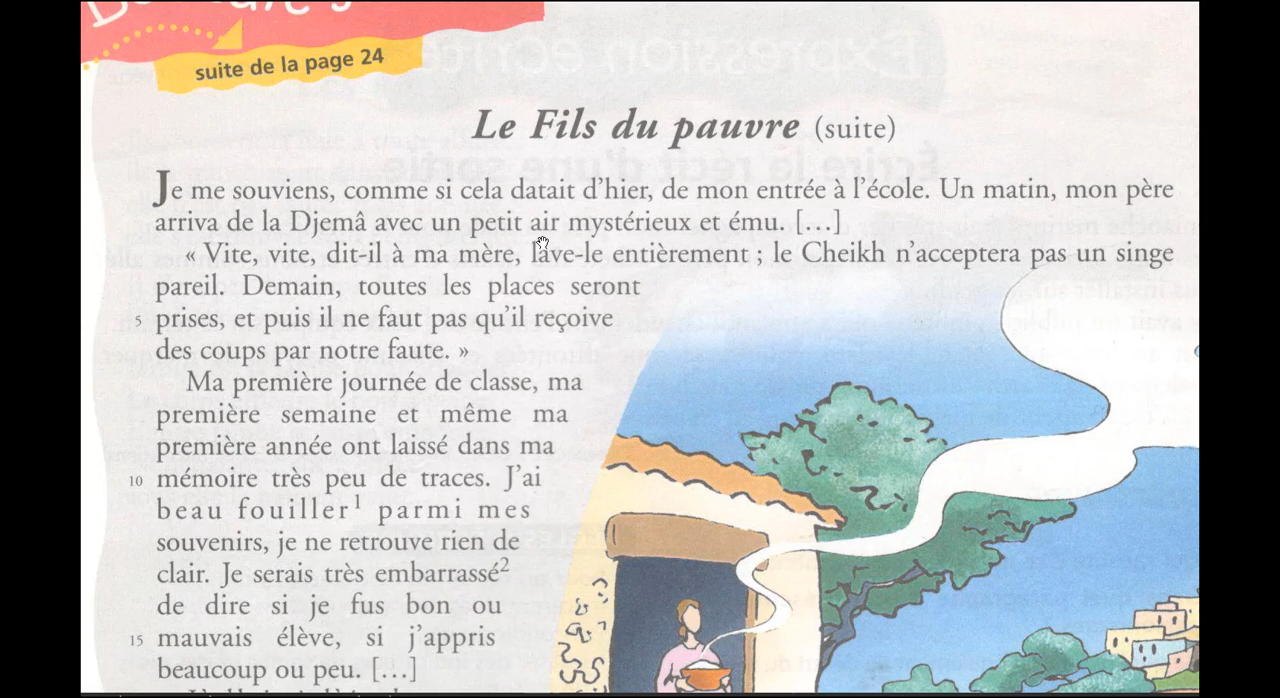 suite de la page 24
Le Fils du pauvre (suite)
Je me souviens, comme si cela datait d'hier, de mon entrée à l'école. Un matin, mon père
arriva de la Djemâ avec un petit air mystérieux et ému. [...]
« Vite, vite, dit-il à ma mère, lave-le entièrement ; le Cheikh n'acceptera pas un singe
pareil. Demain, toutes les places seront
5 prises, et puis il ne faut pas qu'il reçoive
des coups par notre faute. »
Ma première journée de classe, ma
première semaine et même ma
première année ont laissé dans ma
10 mémoire très peu de traces. J'ai
beau fouiller1 parmi mes
souvenirs, je ne retrouve rien de
clair. Je serais très embarrassé2
de dire si je fus bon ou
15 mauvais élève, si j'appris
beaucoup ou peu. [...]